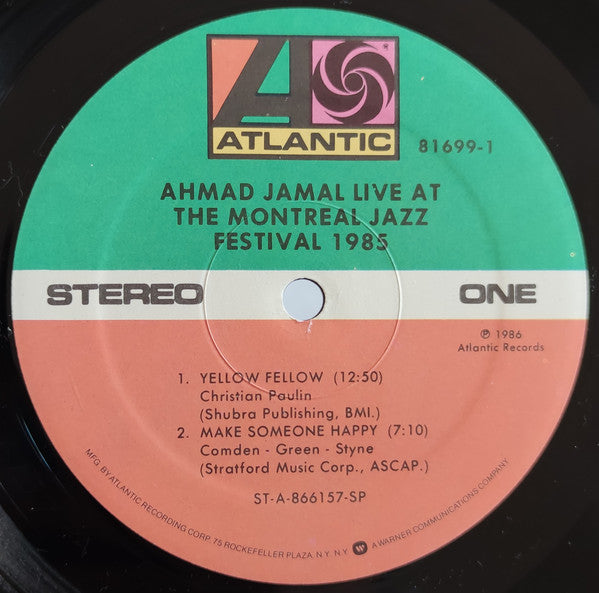 A
ATLANTIC
®
81699-1
AHMAD JAMAL LIVE AT
THE MONTREAL JAZZ
FESTIVAL 1985
STEREO
ONE
℗ 1986
Atlantic Records
1. YELLOW FELLOW (12:50)
Christian Paulin
(Shubra Publishing, BMI.)
2. MAKE SOMEONE HAPPY (7:10)
Comden - Green - Styne
(Stratford Music Corp., ASCAP.)
ST-A-866157-SP
MFG. BY ATLANTIC RECORDING CORP. 75 ROCKEFELLER PLAZA, N.Y. N.Y. W A WARNER COMMUNICATIONS COMPANY